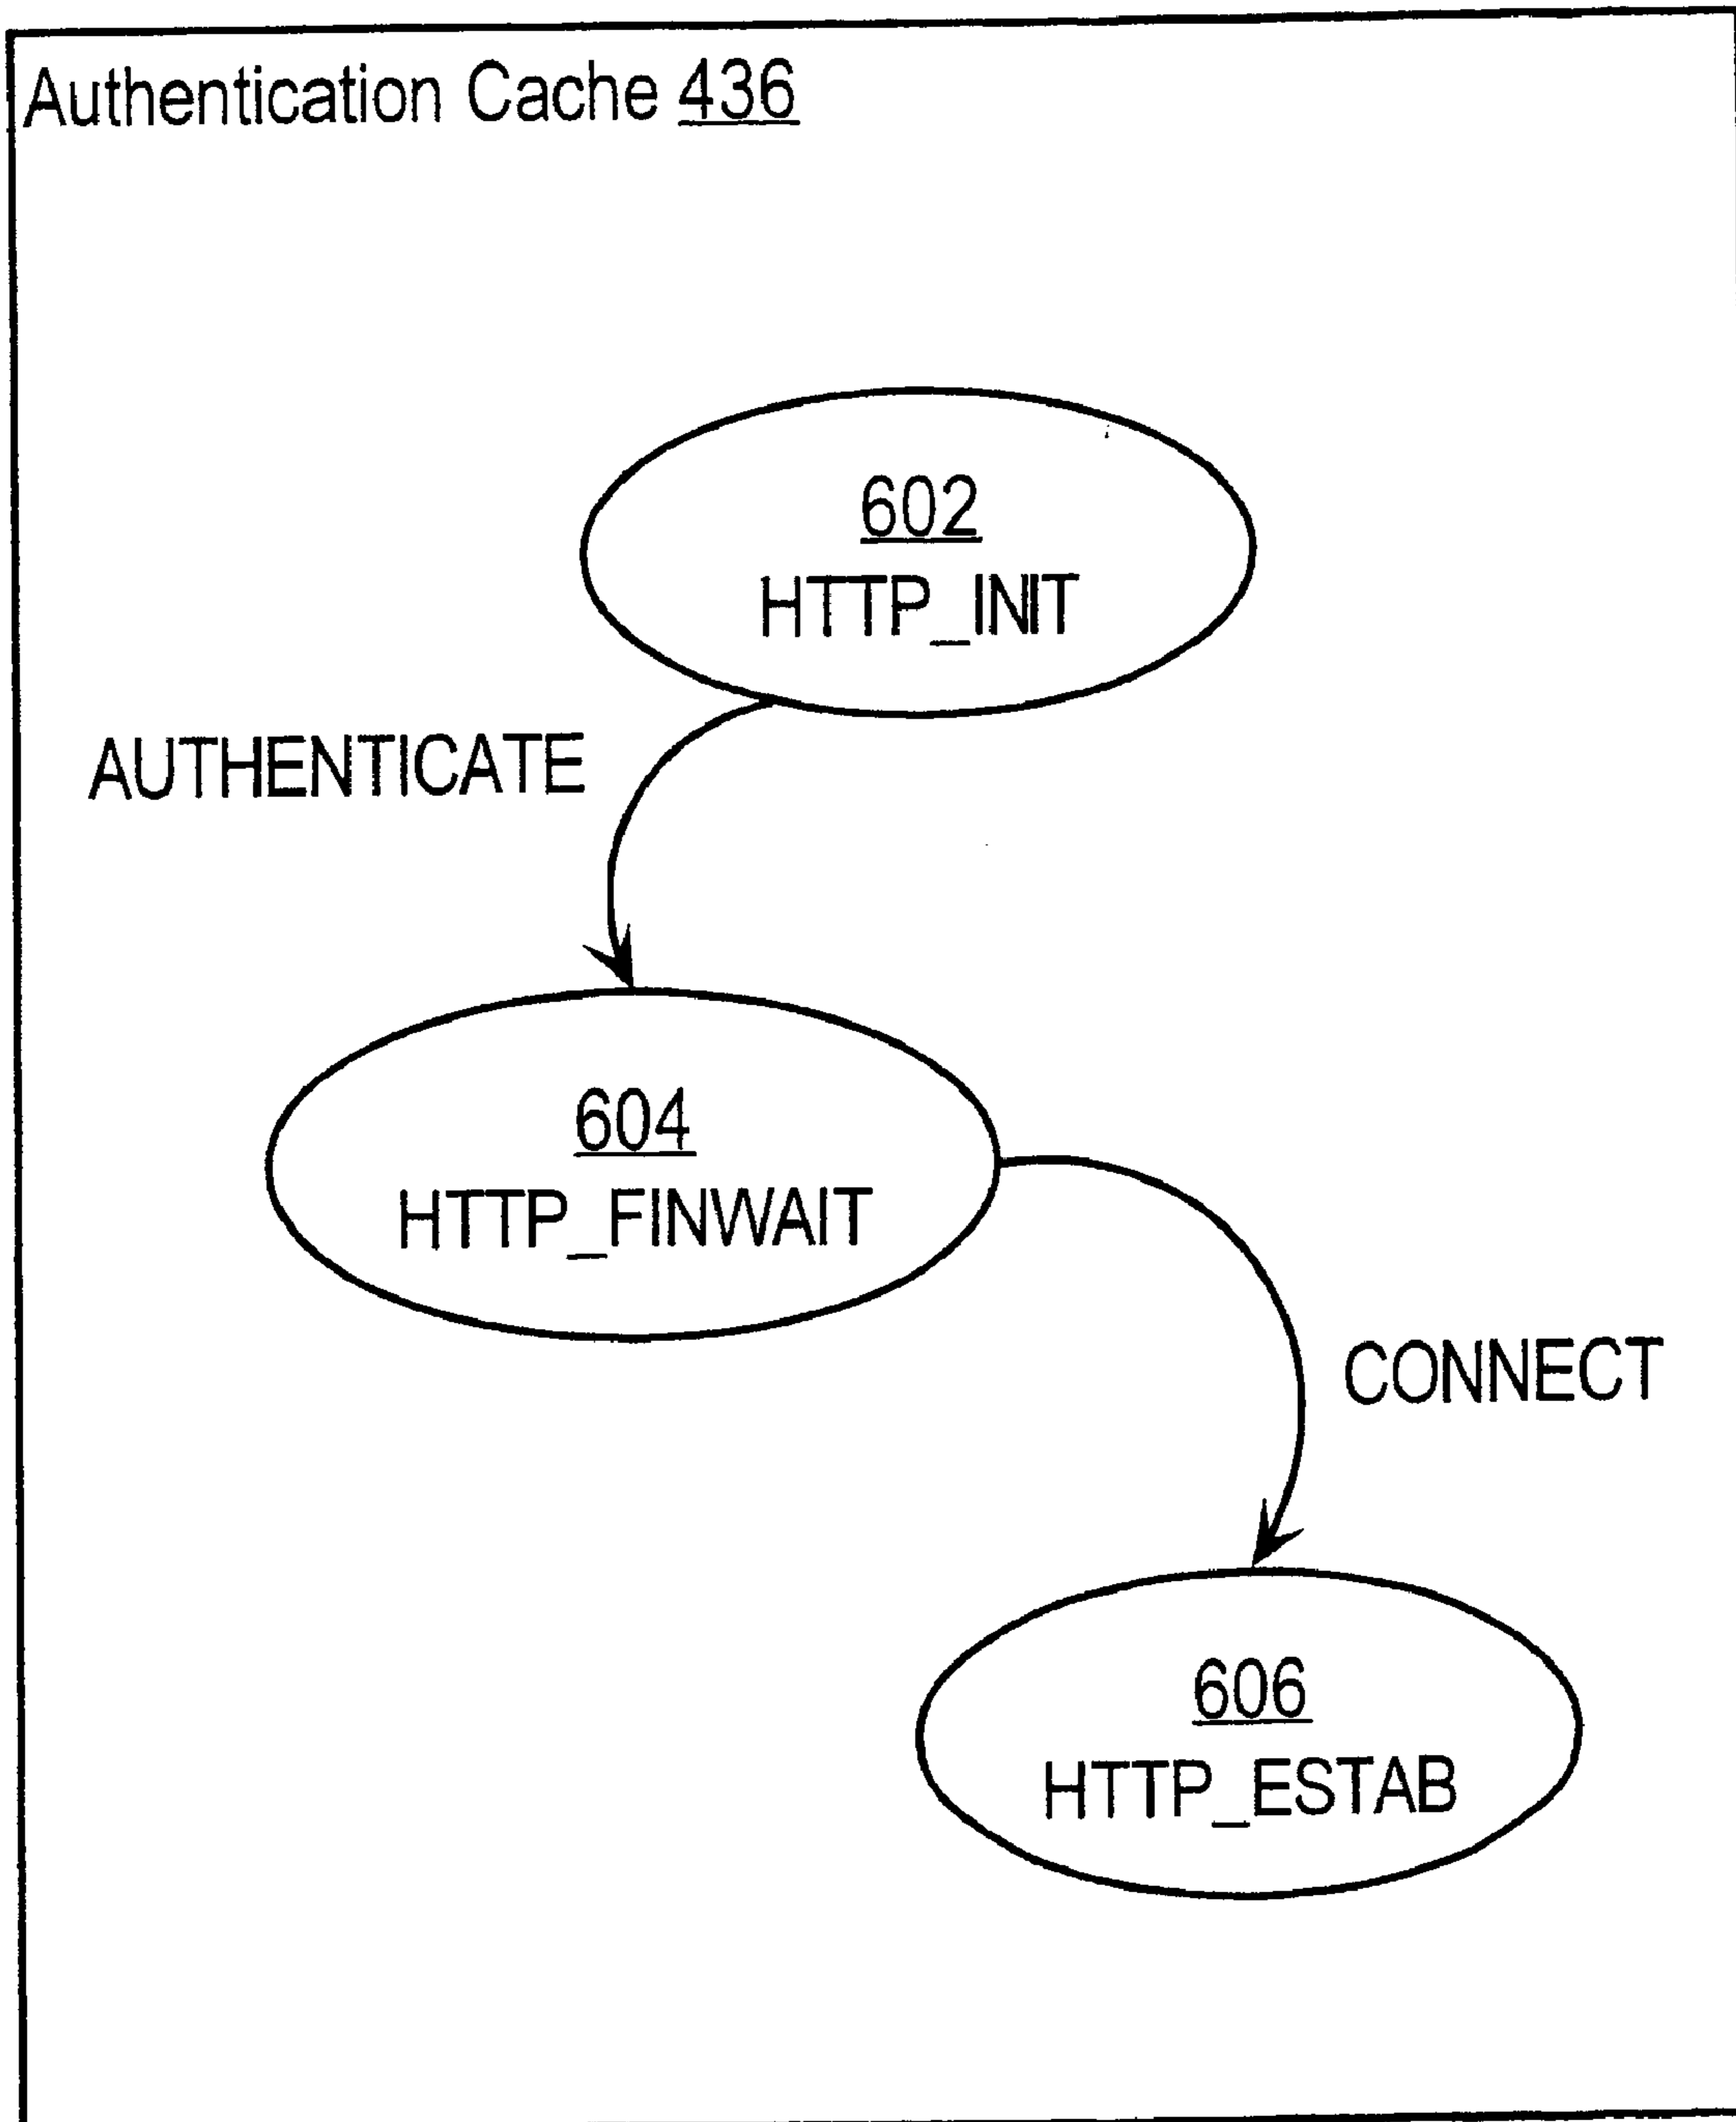 Authentication Cache 436
602
HTTP_INIT
AUTHENTICATE
604
HTTP_FINWAIT
CONNECT
606
HTTP_ESTAB